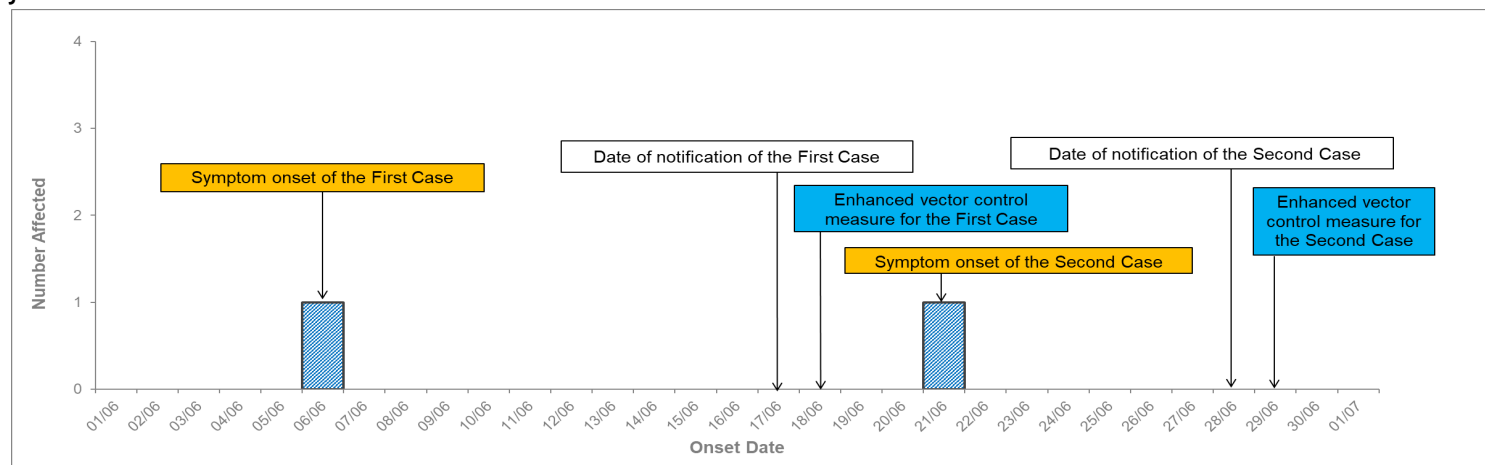 4
3
2
1
0
Number Affected
Symptom onset of the First Case
Date of notification of the First Case
Enhanced vector control
measure for the First Case
Symptom onset of the Second Case
Date of notification of the Second Case
Enhanced vector
control measure for
the Second Case
01/06 02/06 03/06 04/06 05/06 06/06 07/06 08/06 09/06 10/06 11/06 12/06 13/06 14/06 15/06 16/06 17/06 18/06 19/06 20/06 21/06 22/06 23/06 24/06 25/06 26/06 27/06 28/06 29/06 30/06 01/07
Onset Date